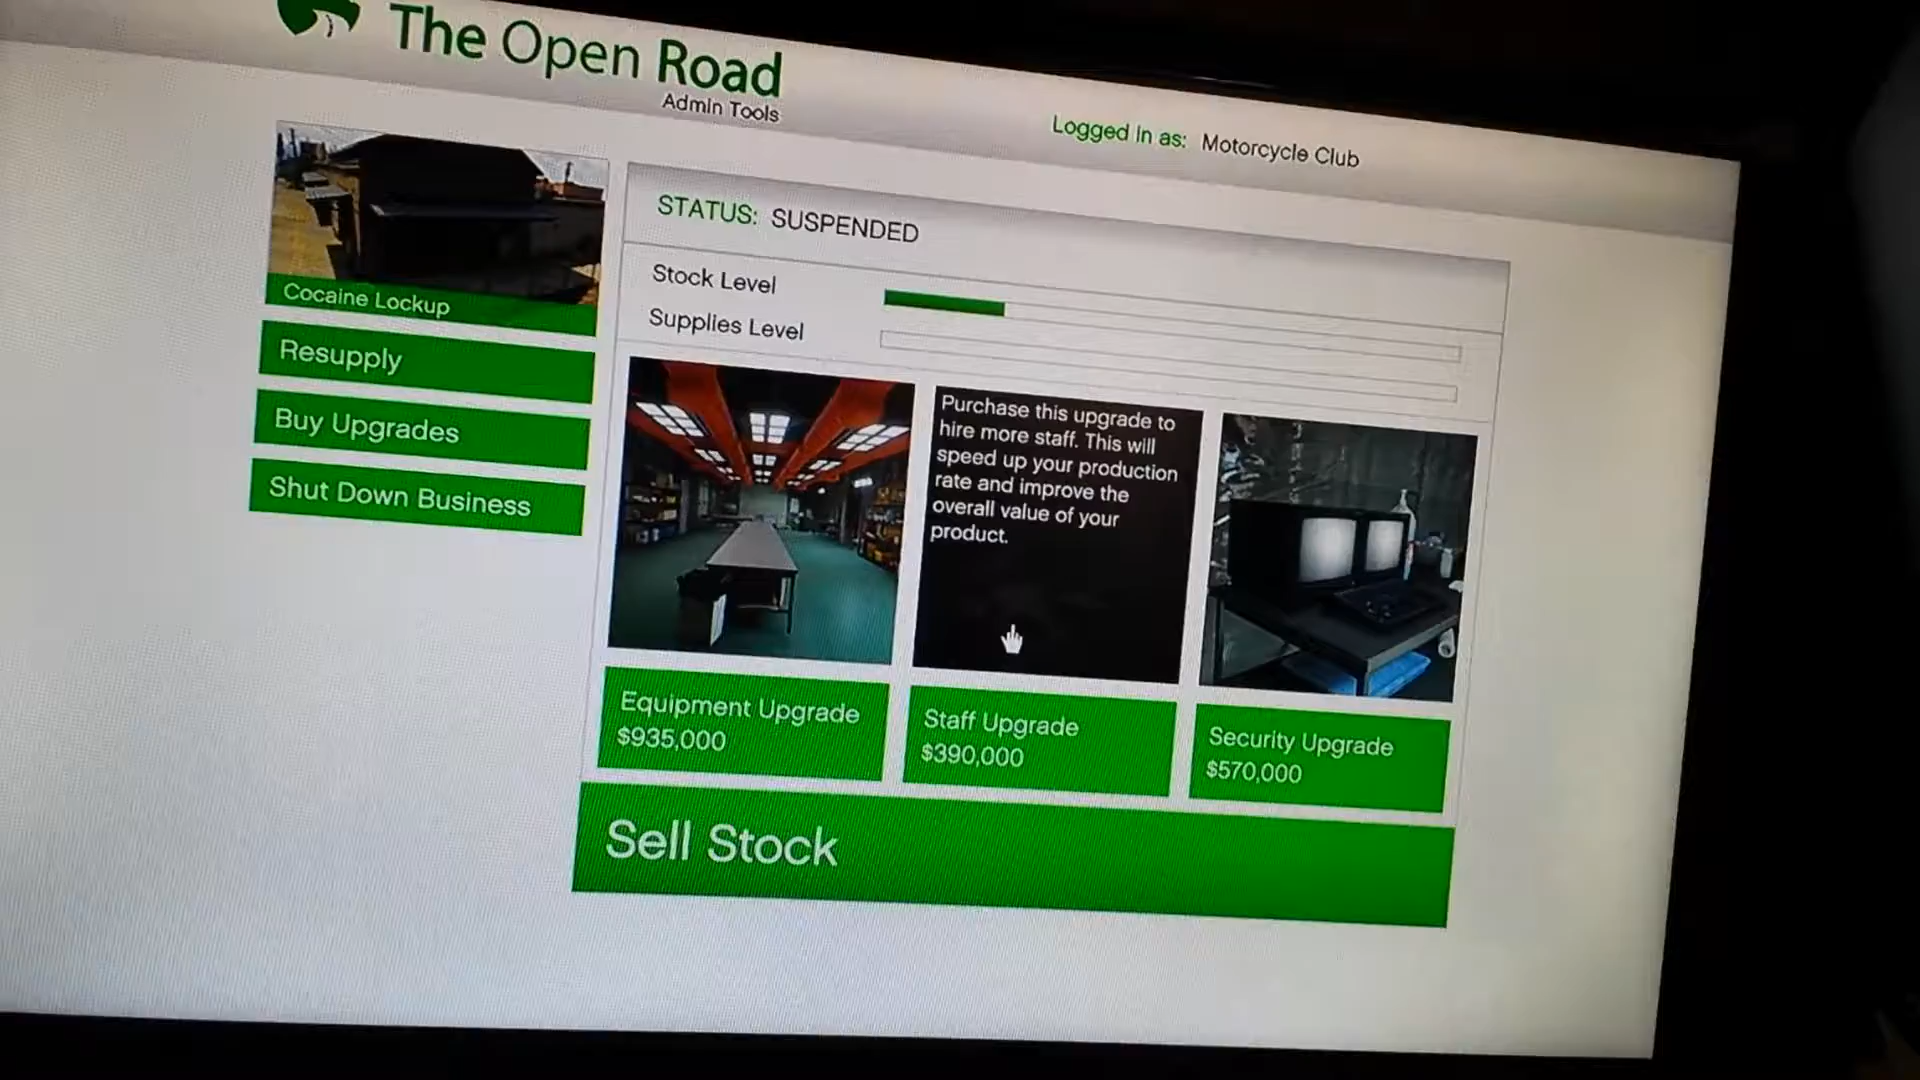 The Open Road
Admin Tools
Logged in as: Motorcycle Club
Cocaine Lockup
Resupply
Buy Upgrades
Shut Down Business
STATUS: SUSPENDED
Stock Level
Supplies Level
Purchase this upgrade to
hire more staff. This will
speed up your production
rate and improve the
overall value of your
product.
Equipment Upgrade
$935,000
Staff Upgrade
$390,000
Security Upgrade
$570,000
Sell Stock